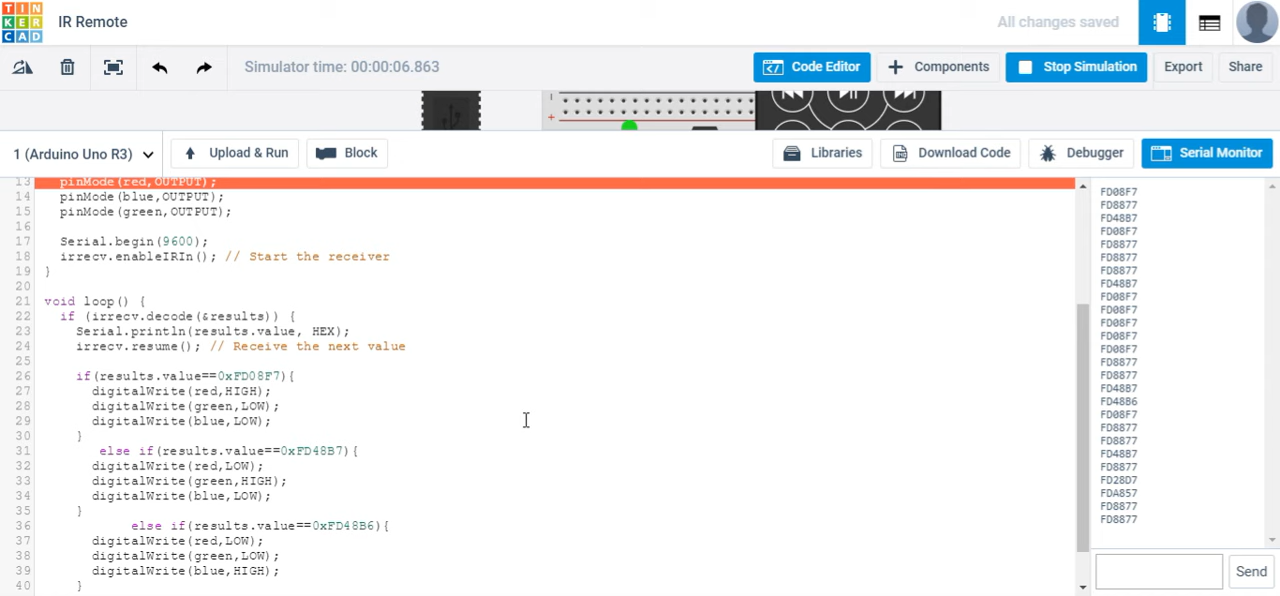 TIN
KER
CAD
IR Remote
All changes saved
Simulator time: 00:00:06.863
Code Editor
Components
Stop Simulation
Export
Share
1 (Arduino Uno R3)
Upload & Run
Block
Libraries
Download Code
Debugger
Serial Monitor
13 pinMode(red,OUTPUT);
14 pinMode(blue,OUTPUT);
15 pinMode(green,OUTPUT);
16
17 Serial.begin(9600);
18 irrecv.enableIRIn(); // Start the receiver
19 }
20
21 void loop() {
22 if (irrecv.decode(&results)) {
23 Serial.println(results.value, HEX);
24 irrecv.resume(); // Receive the next value
25
26 if(results.value==0xFD08F7){
27 digitalWrite(red,HIGH);
28 digitalWrite(green,LOW);
29 digitalWrite(blue,LOW);
30 }
31 else if(results.value==0xFD48B7){
32 digitalWrite(red,LOW);
33 digitalWrite(green,HIGH);
34 digitalWrite(blue,LOW);
35 }
36 else if(results.value==0xFD48B6){
37 digitalWrite(red,LOW);
38 digitalWrite(green,LOW);
39 digitalWrite(blue,HIGH);
40 }
FD08F7
FD8877
FD48B7
FD08F7
FD8877
FD8877
FD8877
FD48B7
FD08F7
FD08F7
FD08F7
FD08F7
FD08F7
FD8877
FD8877
FD48B7
FD48B6
FD08F7
FD8877
FD8877
FD48B7
FD8877
FD28D7
FDA857
FD8877
FD8877
Send